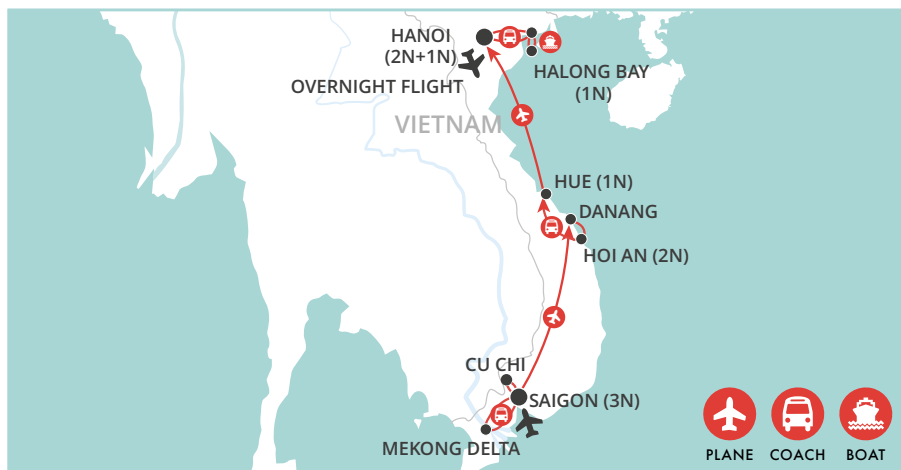 HANOI
(2N+1N)
OVERNIGHT FLIGHT
HALONG BAY
(1N)
VIETNAM
HUE (1N)
DANANG
HOI AN (2N)
CU CHI
SAIGON (3N)
MEKONG DELTA
PLANE COACH BOAT